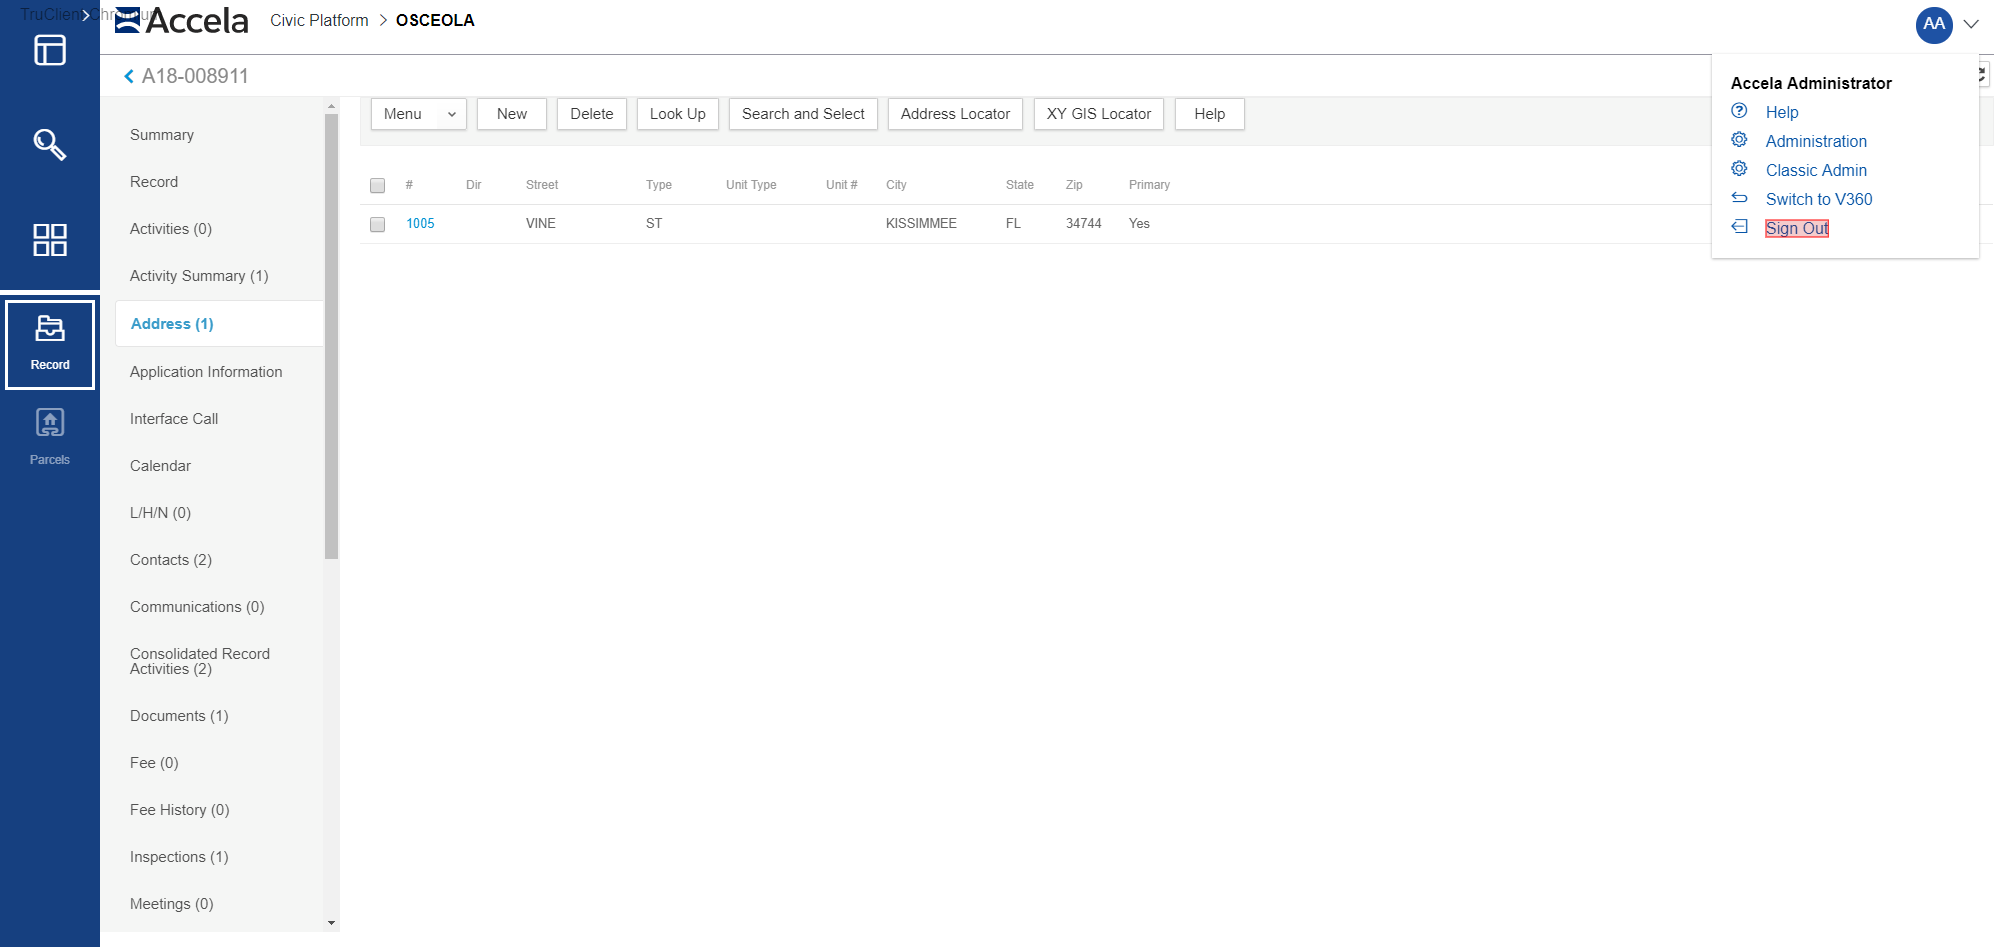 TruClient Chromium
Accela
Civic Platform > OSCEOLA
AA
A18-008911
Accela Administrator
Help
Administration
Classic Admin
Switch to V360
Sign Out
Menu New Delete Look Up Search and Select Address Locator XY GIS Locator Help
# Dir Street Type Unit Type Unit # City State Zip Primary
1005 VINE ST KISSIMMEE FL 34744 Yes
Record
Parcels
Summary
Record
Activities (0)
Activity Summary (1)
Address (1)
Application Information
Interface Call
Calendar
L/H/N (0)
Contacts (2)
Communications (0)
Consolidated Record
Activities (2)
Documents (1)
Fee (0)
Fee History (0)
Inspections (1)
Meetings (0)